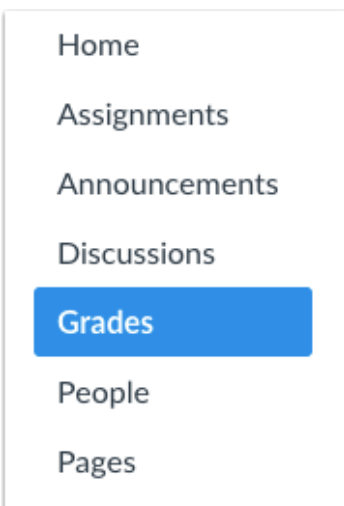 Home
Assignments
Announcements
Discussions
Grades
People
Pages